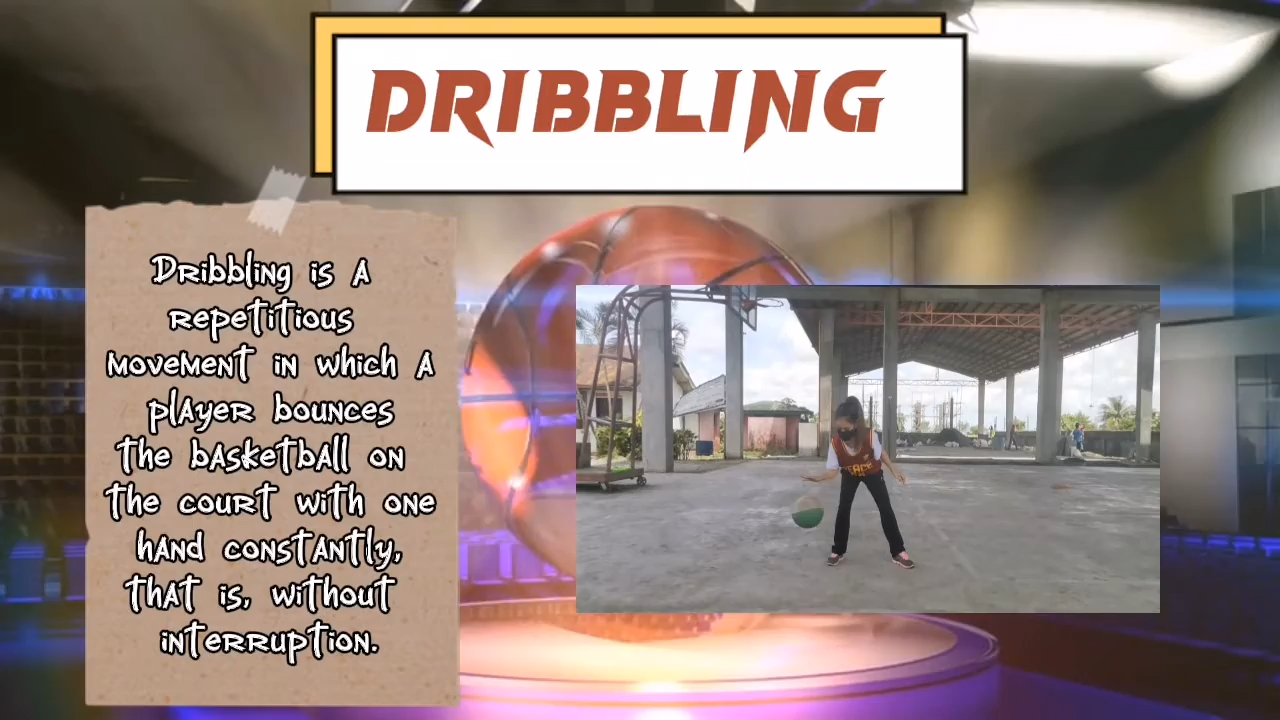 DRIBBLING
Dribbling is a
repetitious
movement in which a
player bounces
the basketball on
the court with one
hand constantly,
that is, without
interruption.